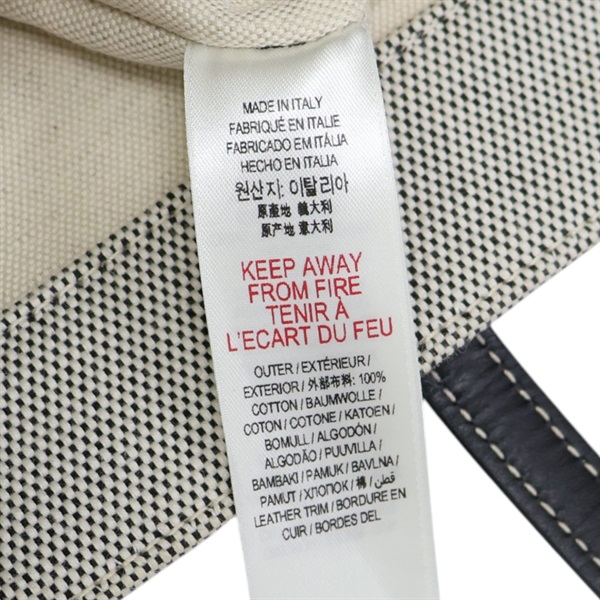 MADE IN ITALY
FABRIQUÉ EN ITALIE
FABRICADO EM ITÁLIA
HECHO EN ITALIA
원산지: 이탈리아
原產地 義大利
原产地 意大利
KEEP AWAY
FROM FIRE
TENIR À
L'ECART DU FEU
OUTER / EXTÉRIEUR /
EXTERIOR / 外部布料: 100%
COTTON / BAUMWOLLE /
COTON / COTONE / KATOEN /
BOMULL / ALGODÓN /
ALGODÃO / PUUVILLA /
BAMBAKI / PAMUK / BAVLNA /
PAMUT / ХЛОПОК / 棉 / قطن /
LEATHER TRIM / BORDURE EN
CUIR / BORDES DEL